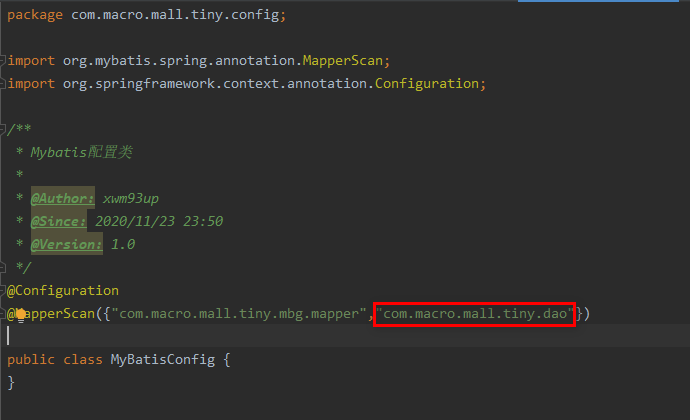 package com.macro.mall.tiny.config;
import org.mybatis.spring.annotation.MapperScan;
import org.springframework.context.annotation.Configuration;
/**
* Mybatis配置类
*
* @Author: xwm93up
* @Since: 2020/11/23 23:50
* @Version: 1.0
*/
@Configuration
@MapperScan({"com.macro.mall.tiny.mbg.mapper","com.macro.mall.tiny.dao"})
public class MyBatisConfig {
}